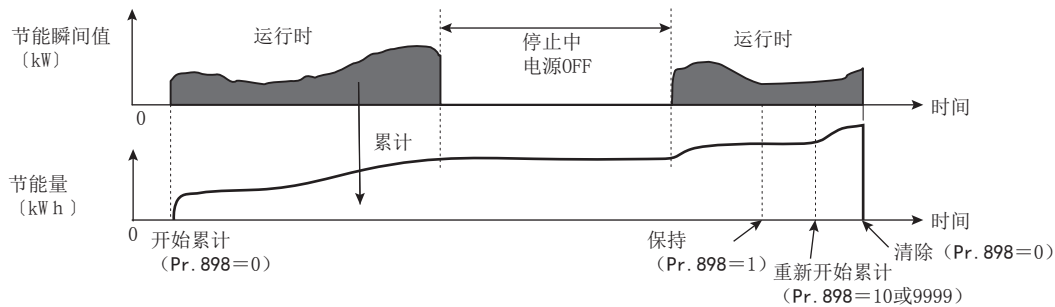 节能瞬间值
〔kW〕
运行时
停止中
电源OFF
运行时
0
时间
累计
节能量
〔kWh〕
0
时间
开始累计
（Pr.898＝0）
保持
（Pr.898＝1）
清除（Pr.898＝0）
重新开始累计
（Pr.898＝10或9999）